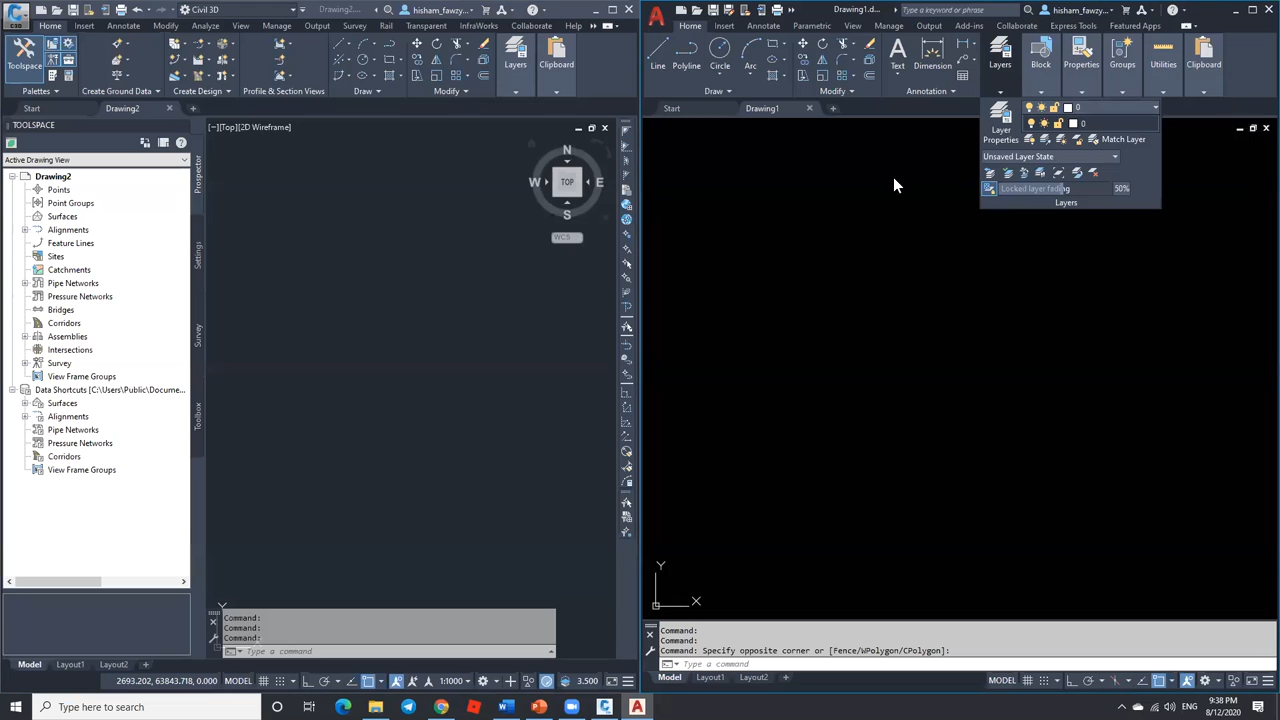 Civil 3D
Drawing2...
hisham_fawzy...
Home Insert Annotate Modify Analyze View Manage Output Survey Rail Transparent InfraWorks Collaborate Help
Toolspace
Palettes
Create Ground Data
Create Design
Profile & Section Views
Draw
Modify
Layers
Clipboard
Start
Drawing2
TOOLSPACE
Active Drawing View
Drawing2
Points
Point Groups
Surfaces
Alignments
Feature Lines
Sites
Catchments
Pipe Networks
Pressure Networks
Bridges
Corridors
Assemblies
Intersections
Survey
View Frame Groups
Data Shortcuts [C:\Users\Public\Docume...
Surfaces
Alignments
Pipe Networks
Pressure Networks
Corridors
View Frame Groups
Prospector
Settings
Survey
Toolbox
[−][Top][2D Wireframe]
N
W TOP E
S
WCS
Y
Command:
Command:
Command:
Type a command
Model Layout1 Layout2
2693.202, 63843.718, 0.000 MODEL 1:1000 3.500
Drawing1.d...
Type a keyword or phrase
hisham_fawzy...
Home Insert Annotate Parametric View Manage Output Add-ins Collaborate Express Tools Featured Apps
Line
Polyline
Circle
Arc
Draw
Modify
Text
Dimension
Annotation
Layers
Block
Properties
Groups
Utilities
Clipboard
Start
Drawing1
0
0
Layer
Properties
Match Layer
Unsaved Layer State
Locked layer fading 50%
Layers
Y
X
Command:
Command:
Command: Specify opposite corner or [Fence/WPolygon/CPolygon]:
Type a command
Model Layout1 Layout2
MODEL
Type here to search
9:38 PM
8/12/2020